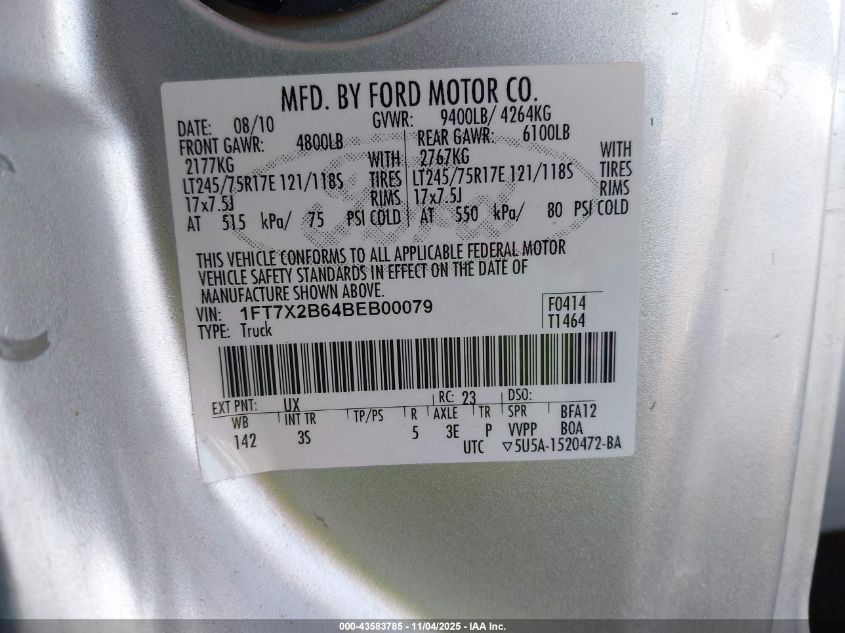 MFD. BY FORD MOTOR CO.
DATE: 08/10 GVWR: 9400LB/ 4264KG
FRONT GAWR: 4800LB REAR GAWR: 6100LB
2177KG WITH 2767KG WITH
LT245/75R17E 121/118S TIRES LT245/75R17E 121/118S TIRES
17x7.5J RIMS 17x7.5J RIMS
AT 515 kPa/ 75 PSI COLD AT 550 kPa/ 80 PSI COLD
THIS VEHICLE CONFORMS TO ALL APPLICABLE FEDERAL MOTOR
VEHICLE SAFETY STANDARDS IN EFFECT ON THE DATE OF
MANUFACTURE SHOWN ABOVE.
VIN: 1FT7X2B64BEB00079 F0414
TYPE: Truck T1464
EXT PNT: UX RC: 23 DSO:
WB INT TR TP/PS R AXLE TR SPR BFA12
142 3S 5 3E P VVPP BOA
UTC ▽5U5A-1520472-BA
000-43583785 - 11/04/2025 - IAA Inc.